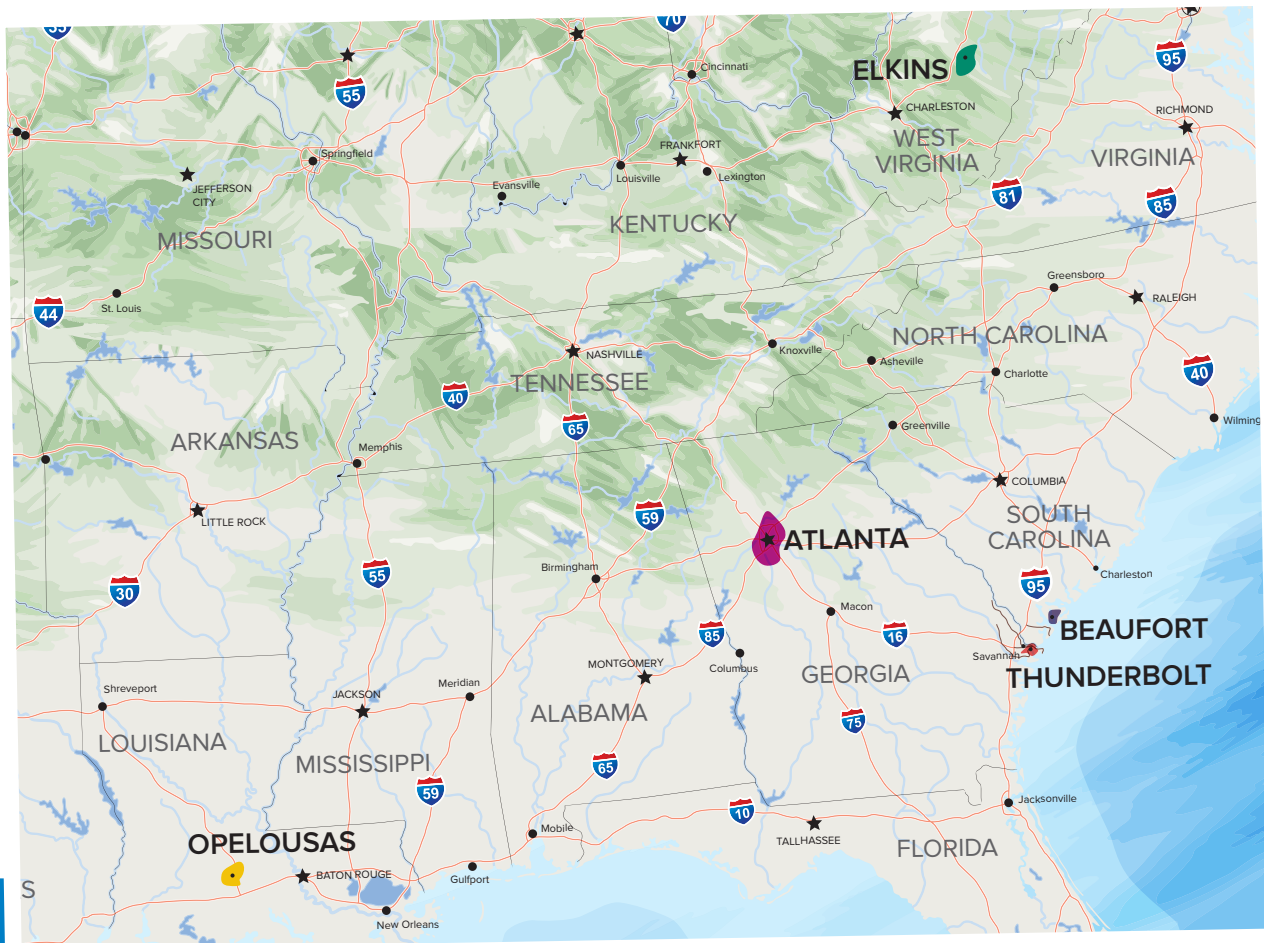 35
70
55
Cincinnati
ELKINS
95
CHARLESTON
RICHMOND
WEST
VIRGINIA
VIRGINIA
FRANKFORT
Springfield
Louisville
Lexington
Evansville
JEFFERSON
CITY
81
85
KENTUCKY
MISSOURI
St. Louis
44
Greensboro
RALEIGH
NORTH CAROLINA
NASHVILLE
Knoxville
Asheville
TENNESSEE
Charlotte
40
40
65
Greenville
Wilming
ARKANSAS
Memphis
COLUMBIA
LITTLE ROCK
59
SOUTH
CAROLINA
ATLANTA
Birmingham
55
Charleston
30
95
Macon
BEAUFORT
85
16
Savannah
THUNDERBOLT
MONTGOMERY
Columbus
GEORGIA
Shreveport
JACKSON
Meridian
ALABAMA
75
LOUISIANA
MISSISSIPPI
65
59
10
Jacksonville
Mobile
TALLHASSEE
FLORIDA
OPELOUSAS
BATON ROUGE
Gulfport
S
New Orleans